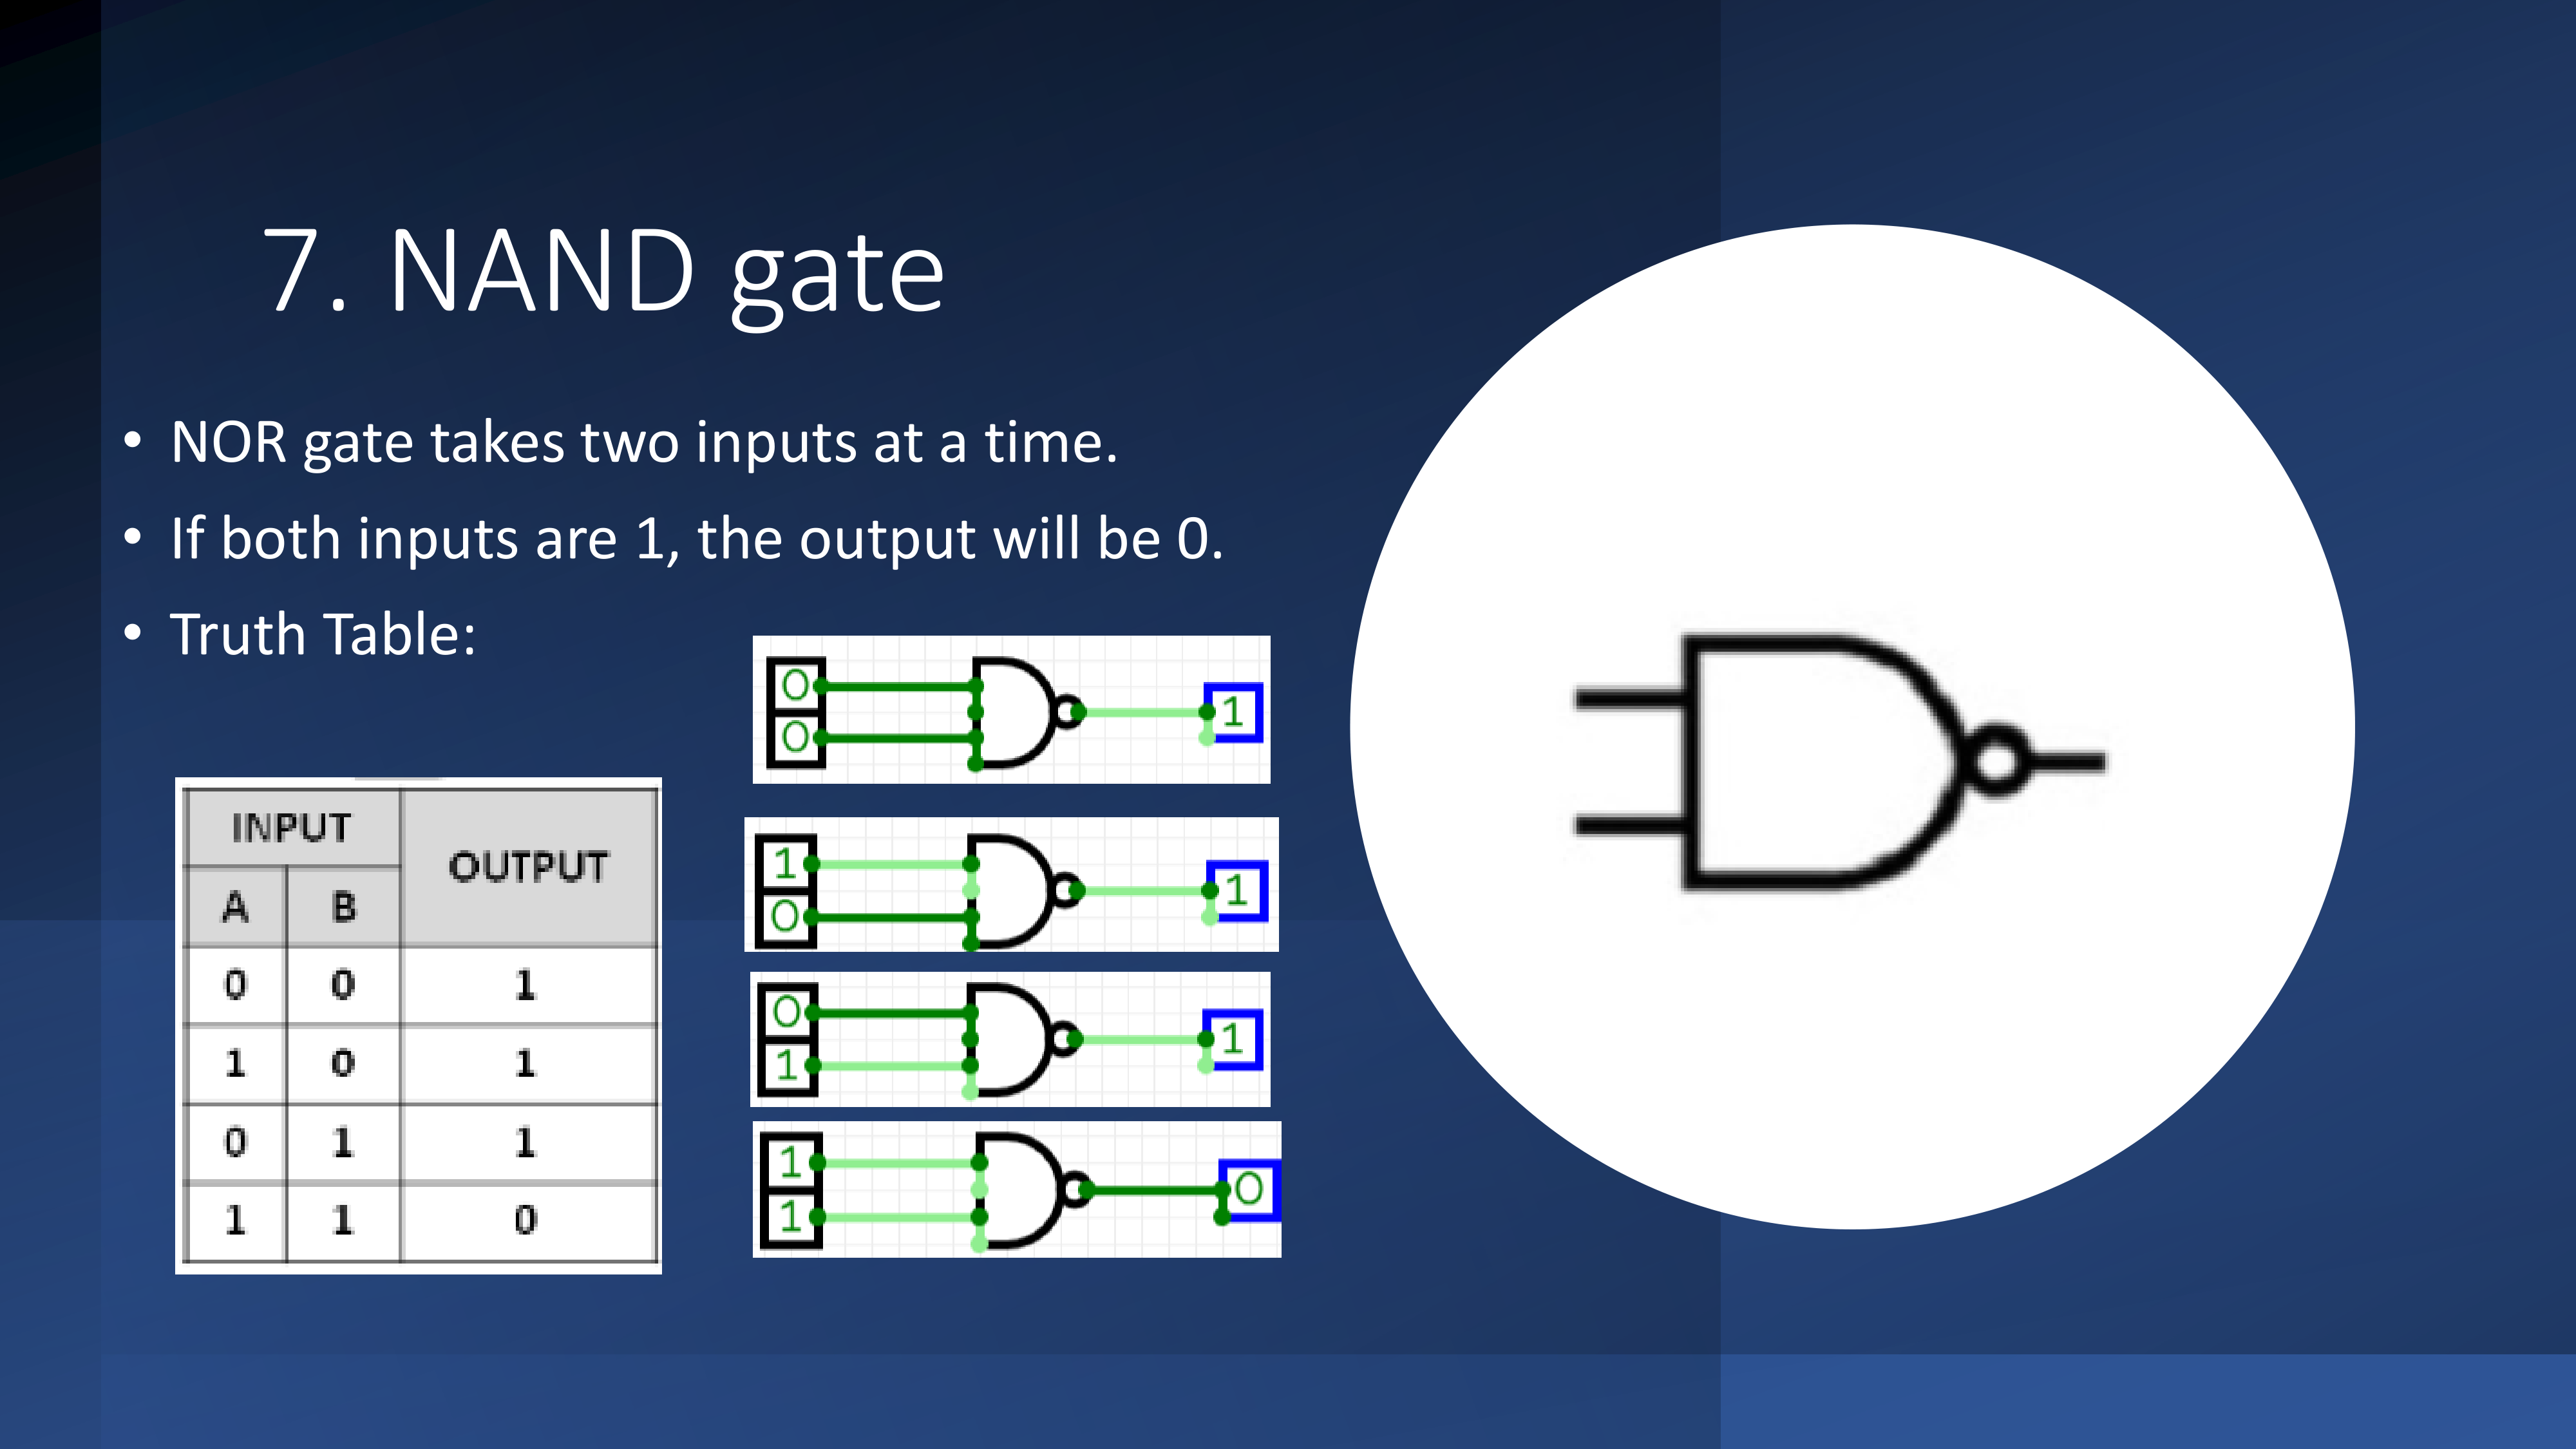 7. NAND gate
• NOR gate takes two inputs at a time.
• If both inputs are 1, the output will be 0.
• Truth Table:
INPUT OUTPUT
A B
0 0 1
1 0 1
0 1 1
1 1 0
0
0
1
1
0
1
0
1
1
1
1
0